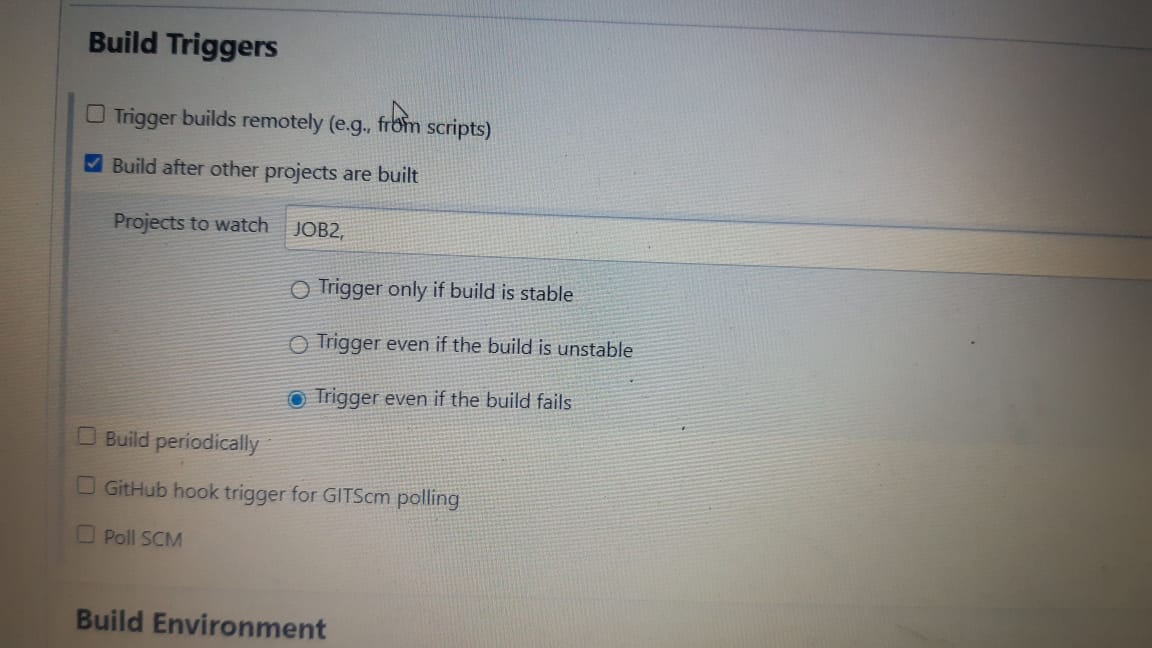 Build Triggers
Trigger builds remotely (e.g., from scripts)
Build after other projects are built
Projects to watch JOB2,
Trigger only if build is stable
Trigger even if the build is unstable
Trigger even if the build fails
Build periodically
GitHub hook trigger for GITScm polling
Poll SCM
Build Environment